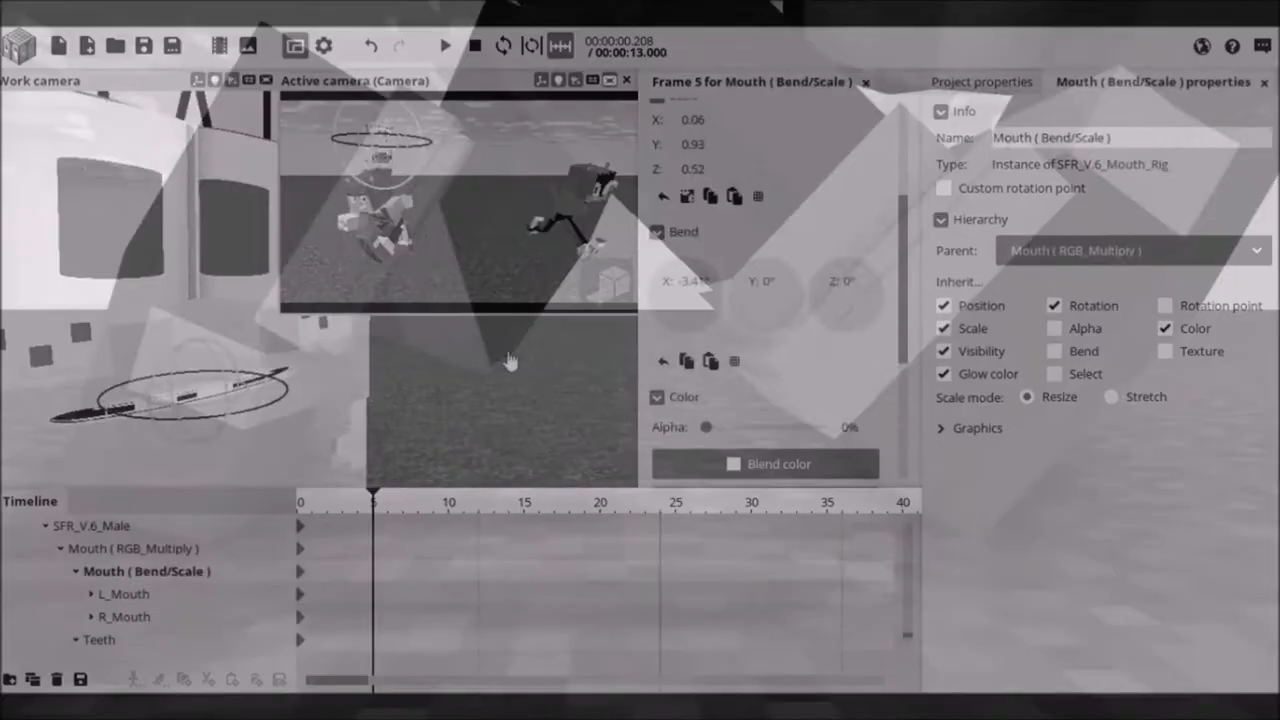 00:00:00.208
/ 00:00:13.000
Work camera
Active camera (Camera)
Frame 5 for Mouth ( Bend/Scale )
Project properties
Mouth ( Bend/Scale ) properties
X: 0.06
Y: 0.93
Z: 0.52
Bend
X: -3.41° Y: 0° Z: 0°
Color
Alpha: 0%
Blend color
Info
Name: Mouth ( Bend/Scale )
Type: Instance of SFR_V.6_Mouth_Rig
Custom rotation point
Hierarchy
Parent: Mouth ( RGB_Multiply )
Inherit...
Position Rotation Rotation point
Scale Alpha Color
Visibility Bend Texture
Glow color Select
Scale mode: Resize Stretch
Graphics
Timeline
0 5 10 15 20 25 30 35 40
SFR_V.6_Male
Mouth ( RGB_Multiply )
Mouth ( Bend/Scale )
L_Mouth
R_Mouth
Teeth